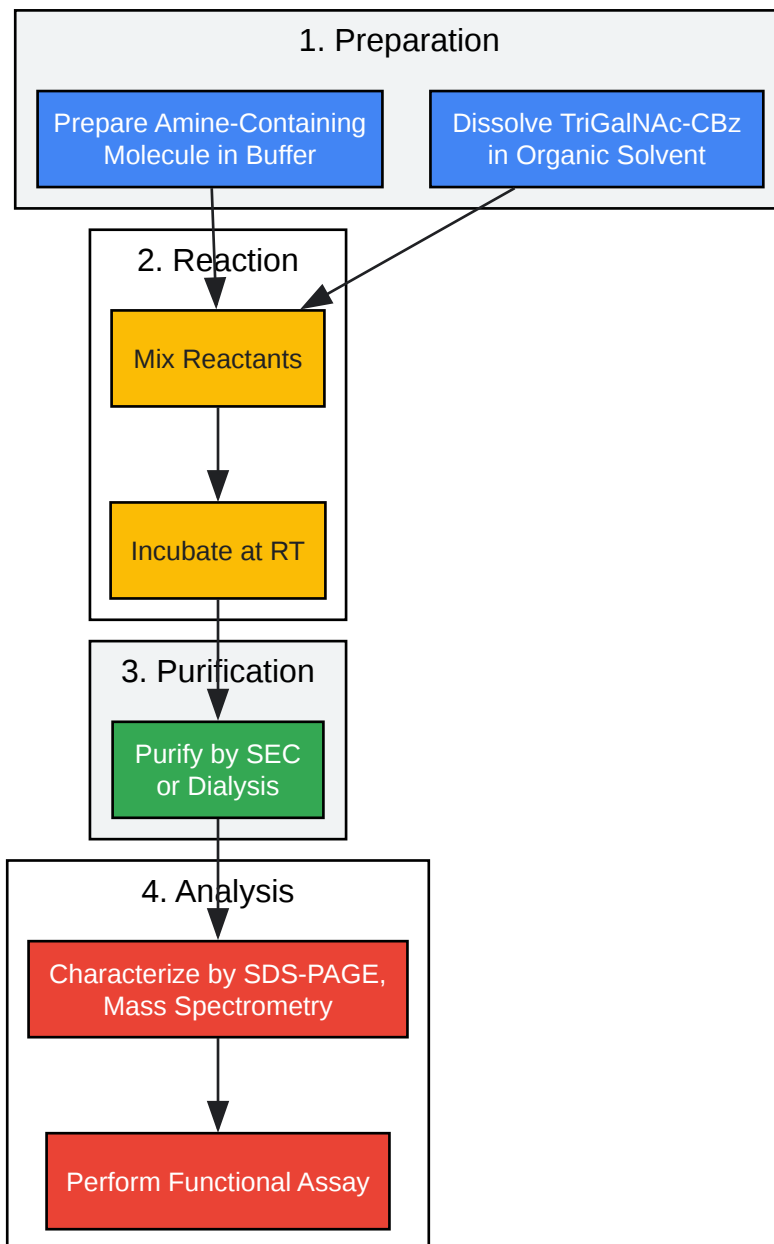 1. Preparation
Prepare Amine-Containing
Molecule in Buffer
Dissolve TriGalNAc-CBz
in Organic Solvent
2. Reaction
Mix Reactants
Incubate at RT
3. Purification
Purify by SEC
or Dialysis
4. Analysis
Characterize by SDS-PAGE,
Mass Spectrometry
Perform Functional Assay